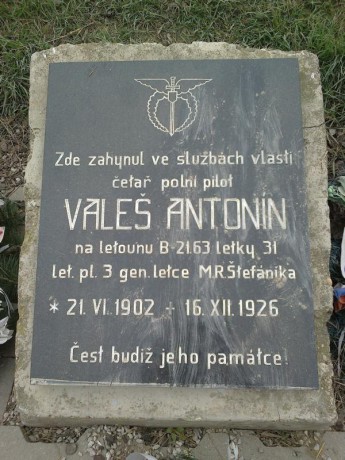 Zde zahynul ve službách vlasti
četař polní pilot
VALEŠ ANTONÍN
na letounu B-21.63 letky 31
let. pl. 3 gen. letce M.R.Štefánika
* 21. VI. 1902 - 16. XII. 1926
Čest budiž jeho památce.